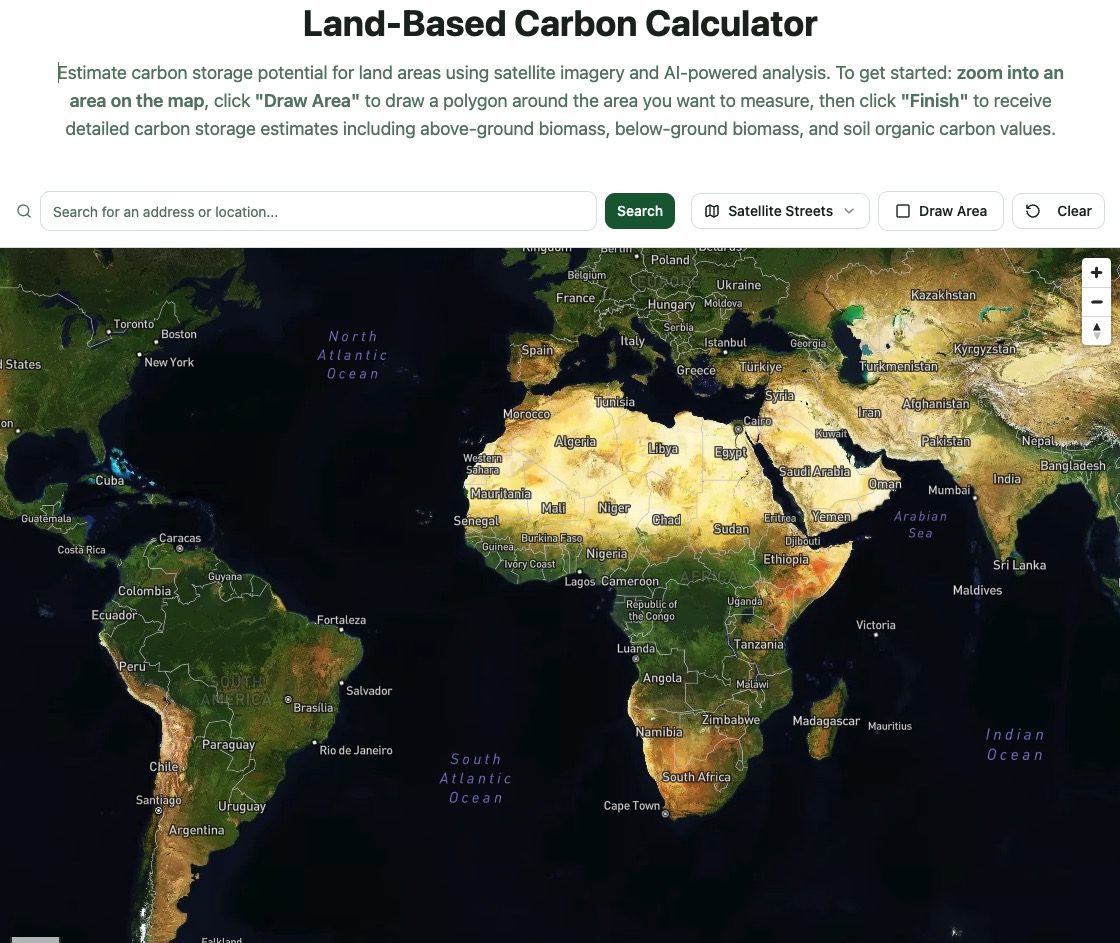 Land-Based Carbon Calculator
Estimate carbon storage potential for land areas using satellite imagery and AI-powered analysis. To get started: zoom into an
area on the map, click "Draw Area" to draw a polygon around the area you want to measure, then click "Finish" to receive
detailed carbon storage estimates including above-ground biomass, below-ground biomass, and soil organic carbon values.
Search for an address or location...
Search
Satellite Streets
Draw Area
Clear
Kingdom
Berlin
Belarus
Poland
Belgium
EUROPE
Ukraine
Kazakhstan
France
Hungary
Moldova
Toronto
Boston
Serbia
North
Atlantic
Ocean
New York
d States
Spain
Italy
Istanbul
Georgia
Kyrgyzstan
Greece
Türkiye
Turkmenistan
Syria
Tunisia
Morocco
Iran
Afghanistan
on
Cairo
Algeria
Libya
Egypt
Kuwait
Pakistan
Nepal
Western
Sahara
Saudi Arabia
Bangladesh
Cuba
Oman
India
Mumbai
Mauritania
Mali
Niger
Guatemala
Senegal
Chad
Sudan
Eritrea
Yemen
Arabian
Sea
Caracas
Costa Rica
Burkina Faso
Djibouti
Guinea
Nigeria
Ethiopia
Ivory Coast
Sri Lanka
Guyana
Lagos
Cameroon
AFRICA
Colombia
Maldives
Ecuador
Republic of
the Congo
Uganda
Fortaleza
Victoria
Luanda
Tanzania
Peru
SOUTH
AMERICA
Salvador
Angola
Malawi
Brasília
Zimbabwe
Madagascar
Mauritius
Namibia
Indian
Ocean
Paraguay
Rio de Janeiro
South
Atlantic
Ocean
Chile
South Africa
Santiago
Uruguay
Cape Town
Argentina
Falkland